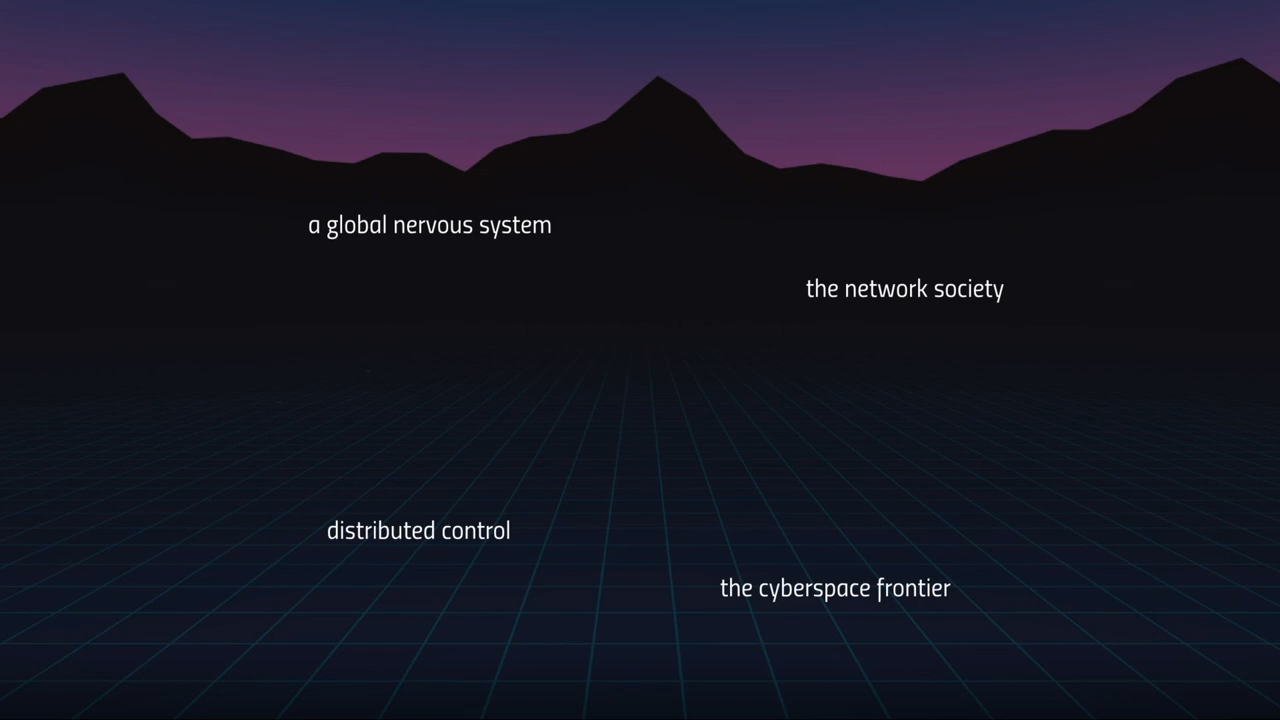 a global nervous system
the network society
distributed control
the cyberspace frontier